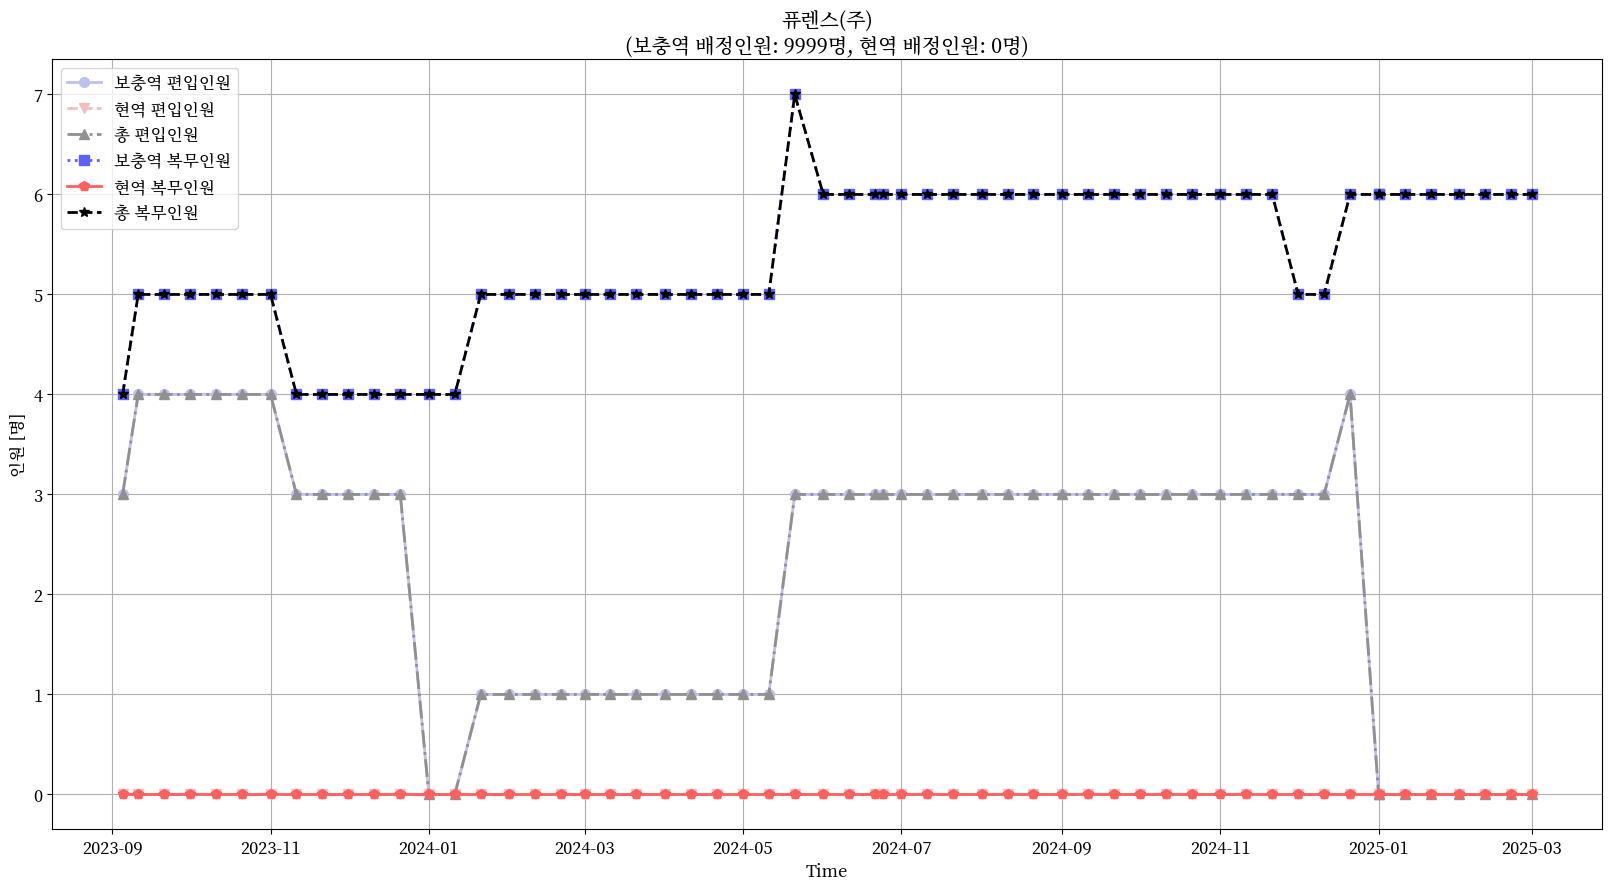 퓨렌스(주)
(보충역 배정인원: 9999명, 현역 배정인원: 0명)
보충역 편입인원
현역 편입인원
총 편입인원
보충역 복무인원
현역 복무인원
총 복무인원
인원 [명]
7
6
5
4
3
2
1
0
2023-09 2023-11 2024-01 2024-03 2024-05 2024-07 2024-09 2024-11 2025-01 2025-03
Time